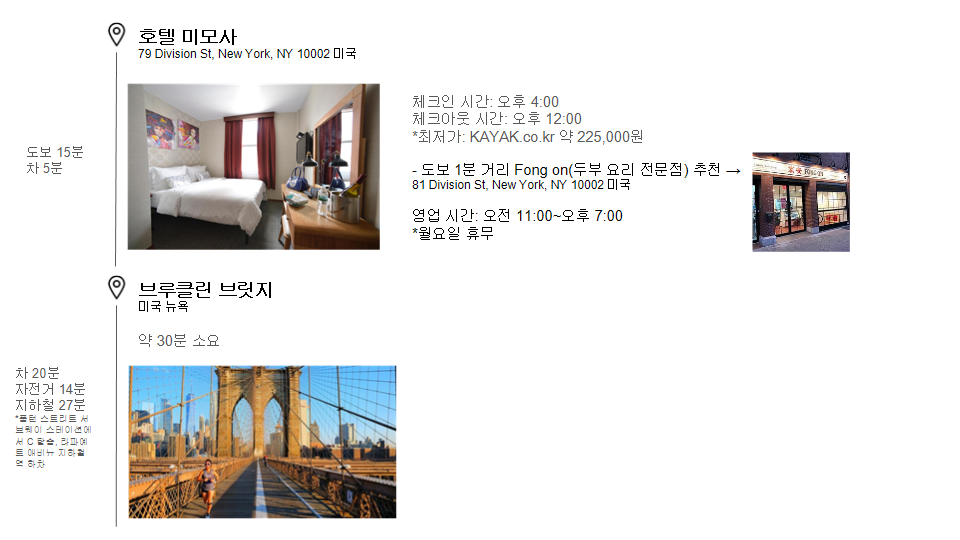 호텔 미모사
79 Division St, New York, NY 10002 미국
체크인 시간: 오후 4:00
체크아웃 시간: 오후 12:00
*최저가: KAYAK.co.kr 약 225,000원
도보 15분
차 5분
- 도보 1분 거리 Fong on(두부 요리 전문점) 추천 →
81 Division St, New York, NY 10002 미국
FONG ON
영업 시간: 오전 11:00~오후 7:00
*월요일 휴무
브루클린 브릿지
미국 뉴욕
약 30분 소요
차 20분
자전거 14분
지하철 27분
*풀턴 스트리트 서
브웨이 스테이션에
서 C 탑승, 라파예
트 애비뉴 지하철
역 하차